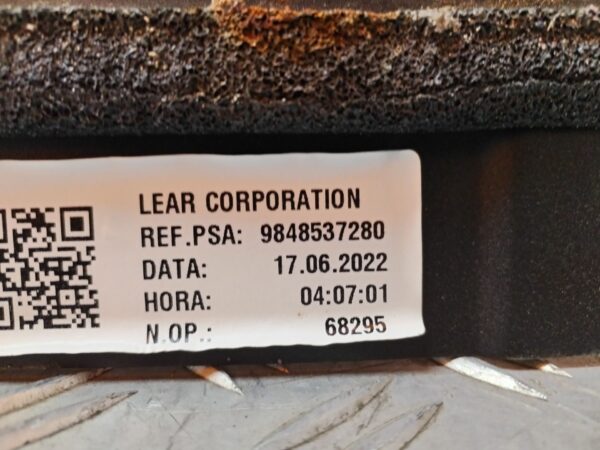 LEAR CORPORATION
REF.PSA: 9848537280
DATA: 17.06.2022
HORA: 04:07:01
N.OP.: 68295